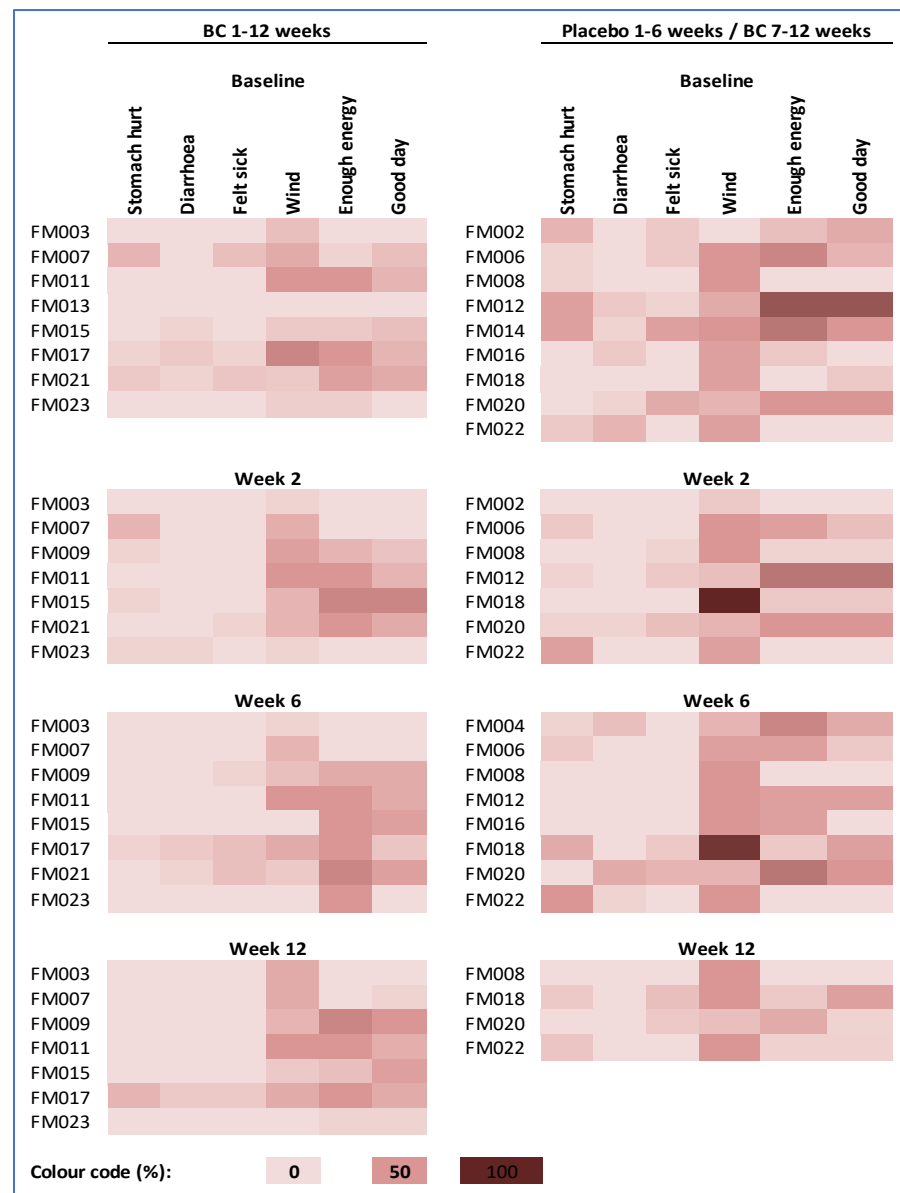 BC 1-12 weeks
Placebo 1-6 weeks / BC 7-12 weeks
Baseline
Baseline
Stomach hurt
Diarrhoea
Felt sick
Wind
Enough energy
Good day
Stomach hurt
Diarrhoea
Felt sick
Wind
Enough energy
Good day
FM003
FM007
FM011
FM013
FM015
FM017
FM021
FM023
FM002
FM006
FM008
FM012
FM014
FM016
FM018
FM020
FM022
Week 2
FM003
FM007
FM009
FM011
FM015
FM021
FM023
Week 2
FM002
FM006
FM008
FM012
FM018
FM020
FM022
Week 6
FM003
FM007
FM009
FM011
FM015
FM017
FM021
FM023
Week 6
FM004
FM006
FM008
FM012
FM016
FM018
FM020
FM022
Week 12
FM003
FM007
FM009
FM011
FM015
FM017
FM023
Week 12
FM008
FM018
FM020
FM022
Colour code (%): 0 50 100